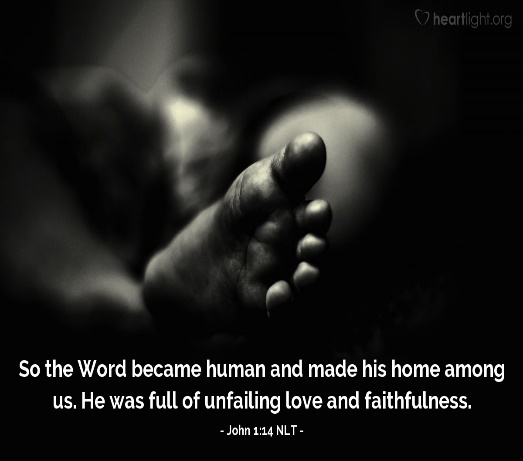 heartlight.org
So the Word became human and made his home among
us. He was full of unfailing love and faithfulness.
- John 1:14 NLT -